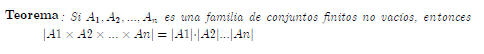 Teorema: Si A₁, A₂, ..., Aₙ es una familia de conjuntos finitos no vacíos, entonces
|A1 × A2 × ... × An| = |A1|·|A2|...|An|